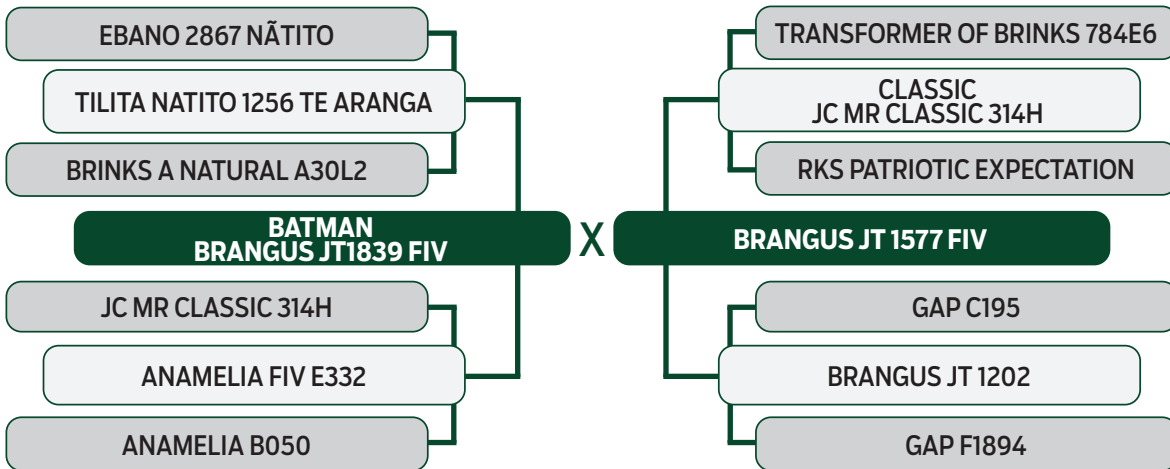 EBANO 2867 NÃTITO
TILITA NATITO 1256 TE ARANGA
BRINKS A NATURAL A30L2
BATMAN
BRANGUS JT1839 FIV
JC MR CLASSIC 314H
ANAMELIA FIV E332
ANAMELIA B050
X
TRANSFORMER OF BRINKS 784E6
CLASSIC
JC MR CLASSIC 314H
RKS PATRIOTIC EXPECTATION
BRANGUS JT 1577 FIV
GAP C195
BRANGUS JT 1202
GAP F1894